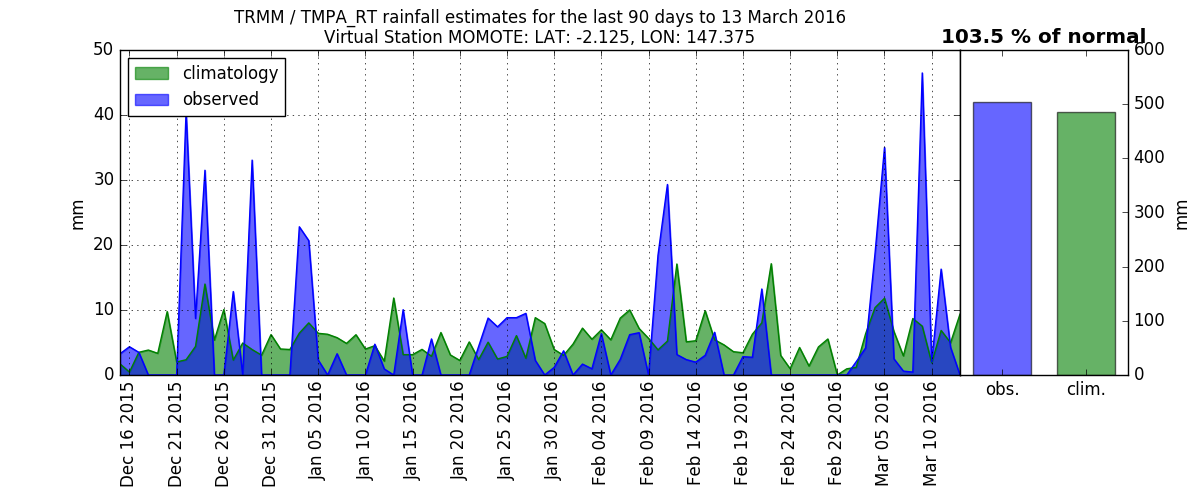 TRMM / TMPA_RT rainfall estimates for the last 90 days to 13 March 2016
Virtual Station MOMOTE: LAT: -2.125, LON: 147.375
103.5 % of normal
climatology
observed
mm
50
40
30
20
10
0
600
500
400
300
200
100
0
mm
Dec 16 2015
Dec 21 2015
Dec 26 2015
Dec 31 2015
Jan 05 2016
Jan 10 2016
Jan 15 2016
Jan 20 2016
Jan 25 2016
Jan 30 2016
Feb 04 2016
Feb 09 2016
Feb 14 2016
Feb 19 2016
Feb 24 2016
Feb 29 2016
Mar 05 2016
Mar 10 2016
obs.
clim.